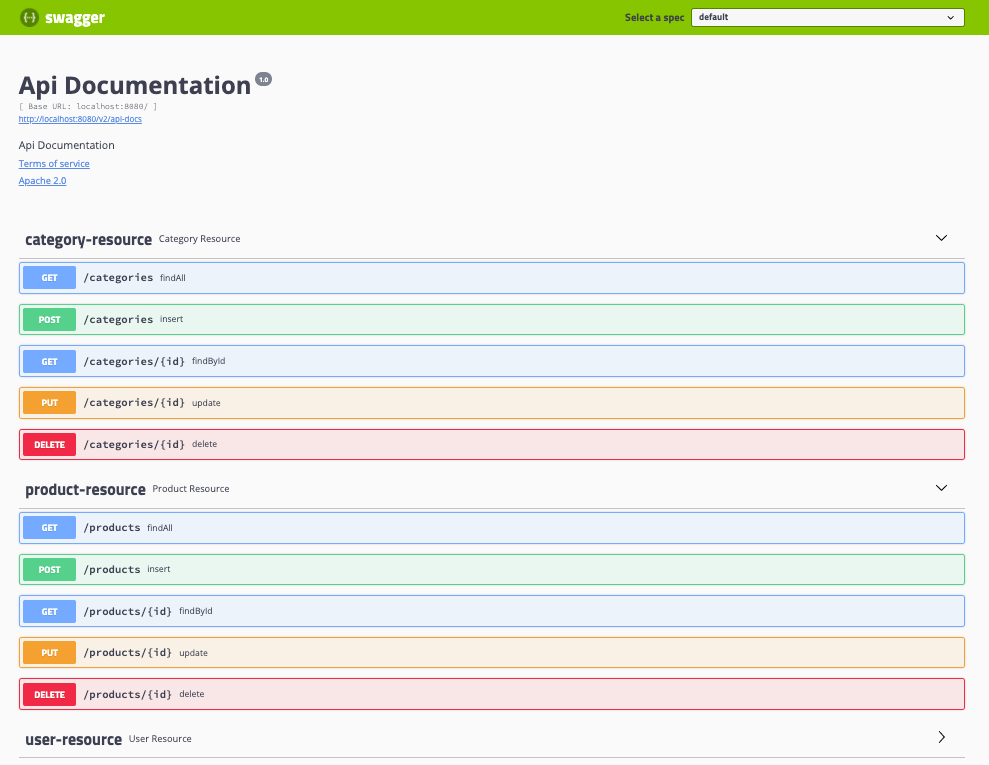 swagger
Select a spec default
Api Documentation 1.0
[ Base URL: localhost:8080/ ]
http://localhost:8080/v2/api-docs
Api Documentation
Terms of service
Apache 2.0
category-resource Category Resource
GET /categories findAll
POST /categories insert
GET /categories/{id} findById
PUT /categories/{id} update
DELETE /categories/{id} delete
product-resource Product Resource
GET /products findAll
POST /products insert
GET /products/{id} findById
PUT /products/{id} update
DELETE /products/{id} delete
user-resource User Resource